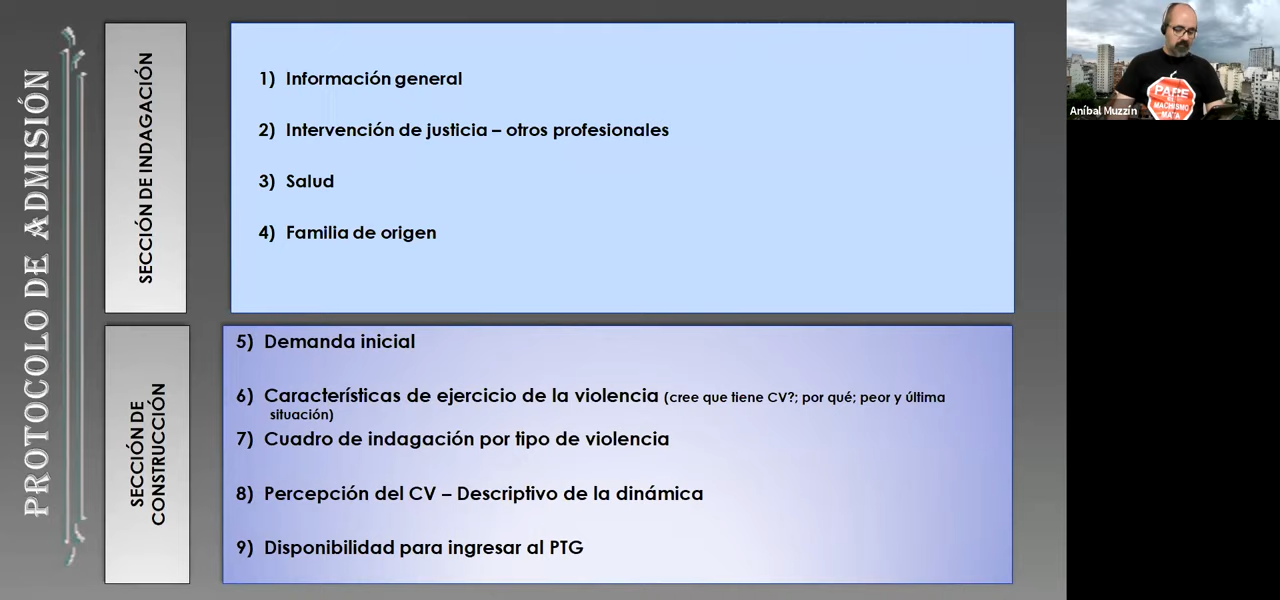 PROTOCOLO DE ADMISIÓN
SECCIÓN DE INDAGACIÓN
1) Información general
2) Intervención de justicia – otros profesionales
3) Salud
4) Familia de origen
SECCIÓN DE
CONSTRUCCIÓN
5) Demanda inicial
6) Características de ejercicio de la violencia (cree que tiene CV?; por qué; peor y última
situación)
7) Cuadro de indagación por tipo de violencia
8) Percepción del CV – Descriptivo de la dinámica
9) Disponibilidad para ingresar al PTG
PARE
EL
MACHISMO
MATA
Aníbal Muzzín